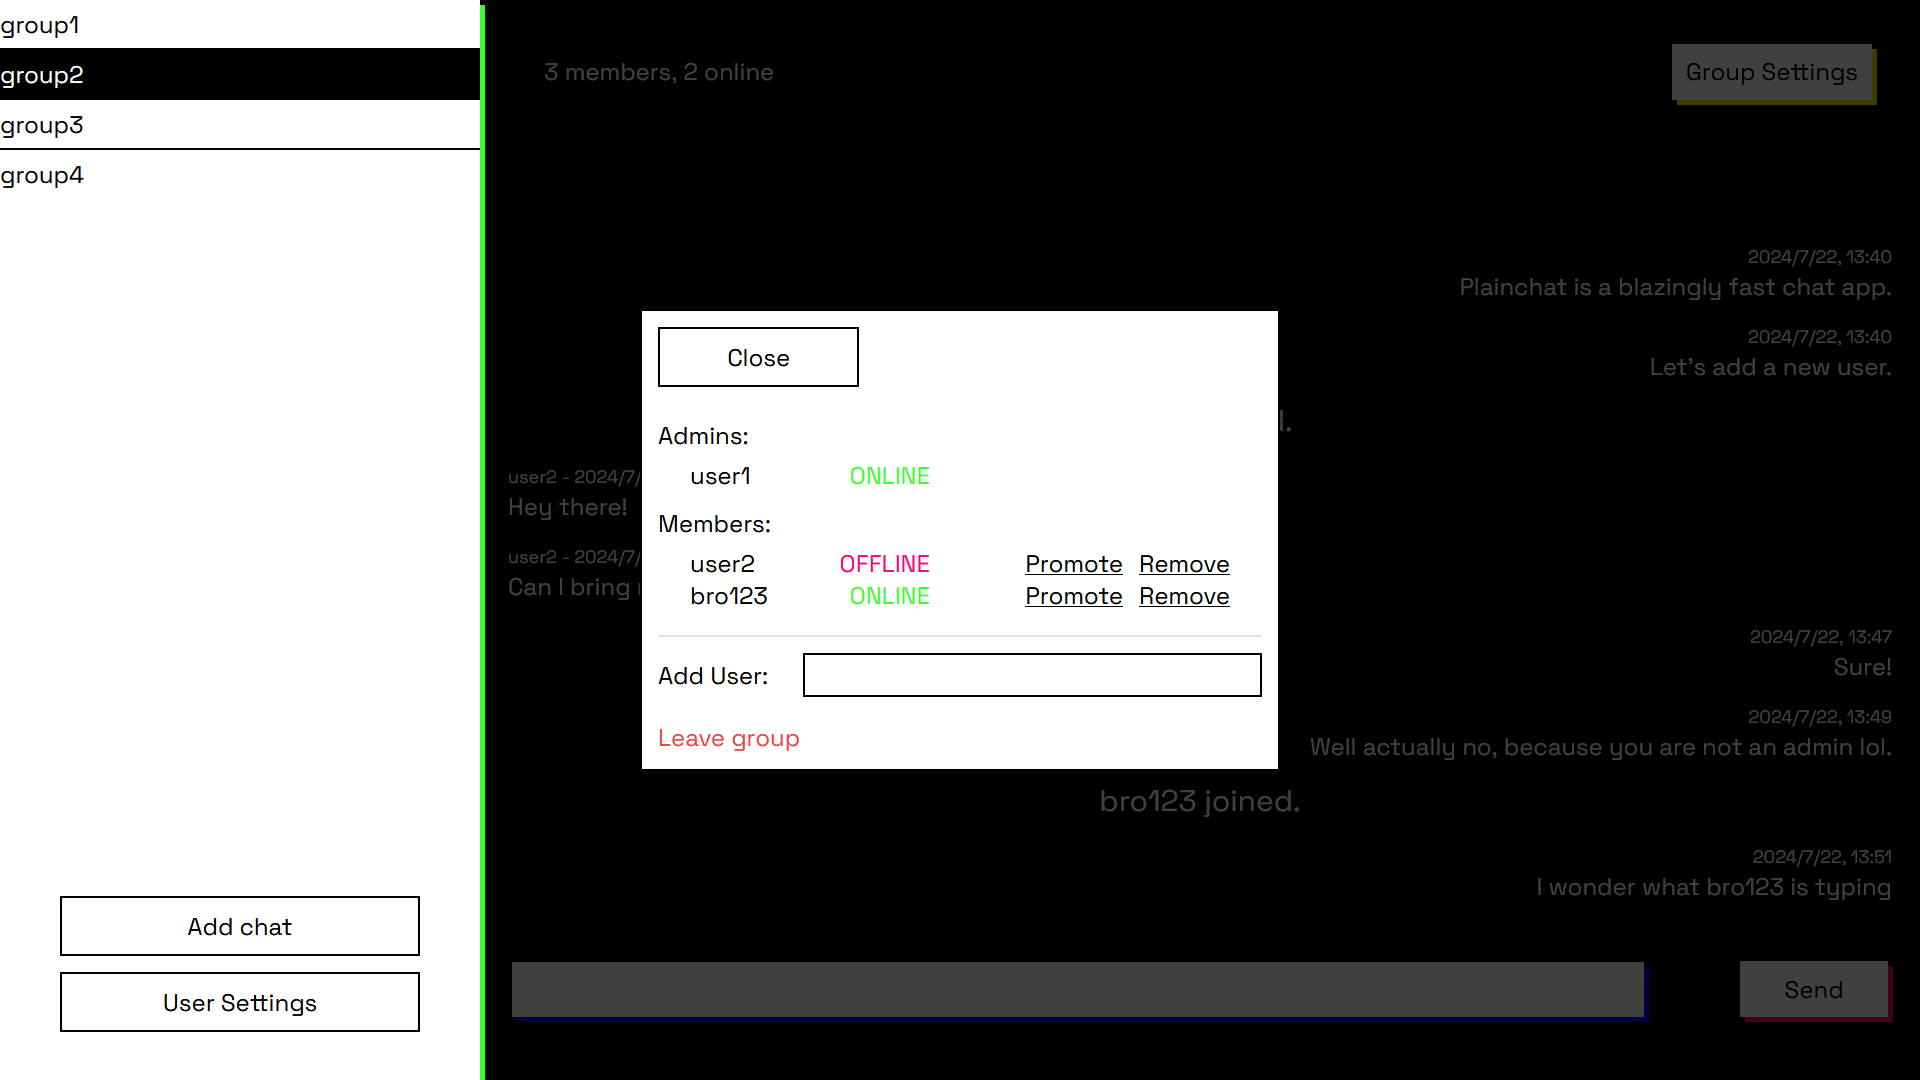 group1
group2
group3
group4
Add chat
User Settings
3 members, 2 online
Group Settings
2024/7/22, 13:40
Plainchat is a blazingly fast chat app.
2024/7/22, 13:40
Let's add a new user.
l.
user2 - 2024/7/
Hey there!
user2 - 2024/7/
Can I bring
2024/7/22, 13:47
Sure!
2024/7/22, 13:49
Well actually no, because you are not an admin lol.
bro123 joined.
2024/7/22, 13:51
I wonder what bro123 is typing
Send
Close
Admins:
user1 ONLINE
Members:
user2 OFFLINE Promote Remove
bro123 ONLINE Promote Remove
Add User:
Leave group